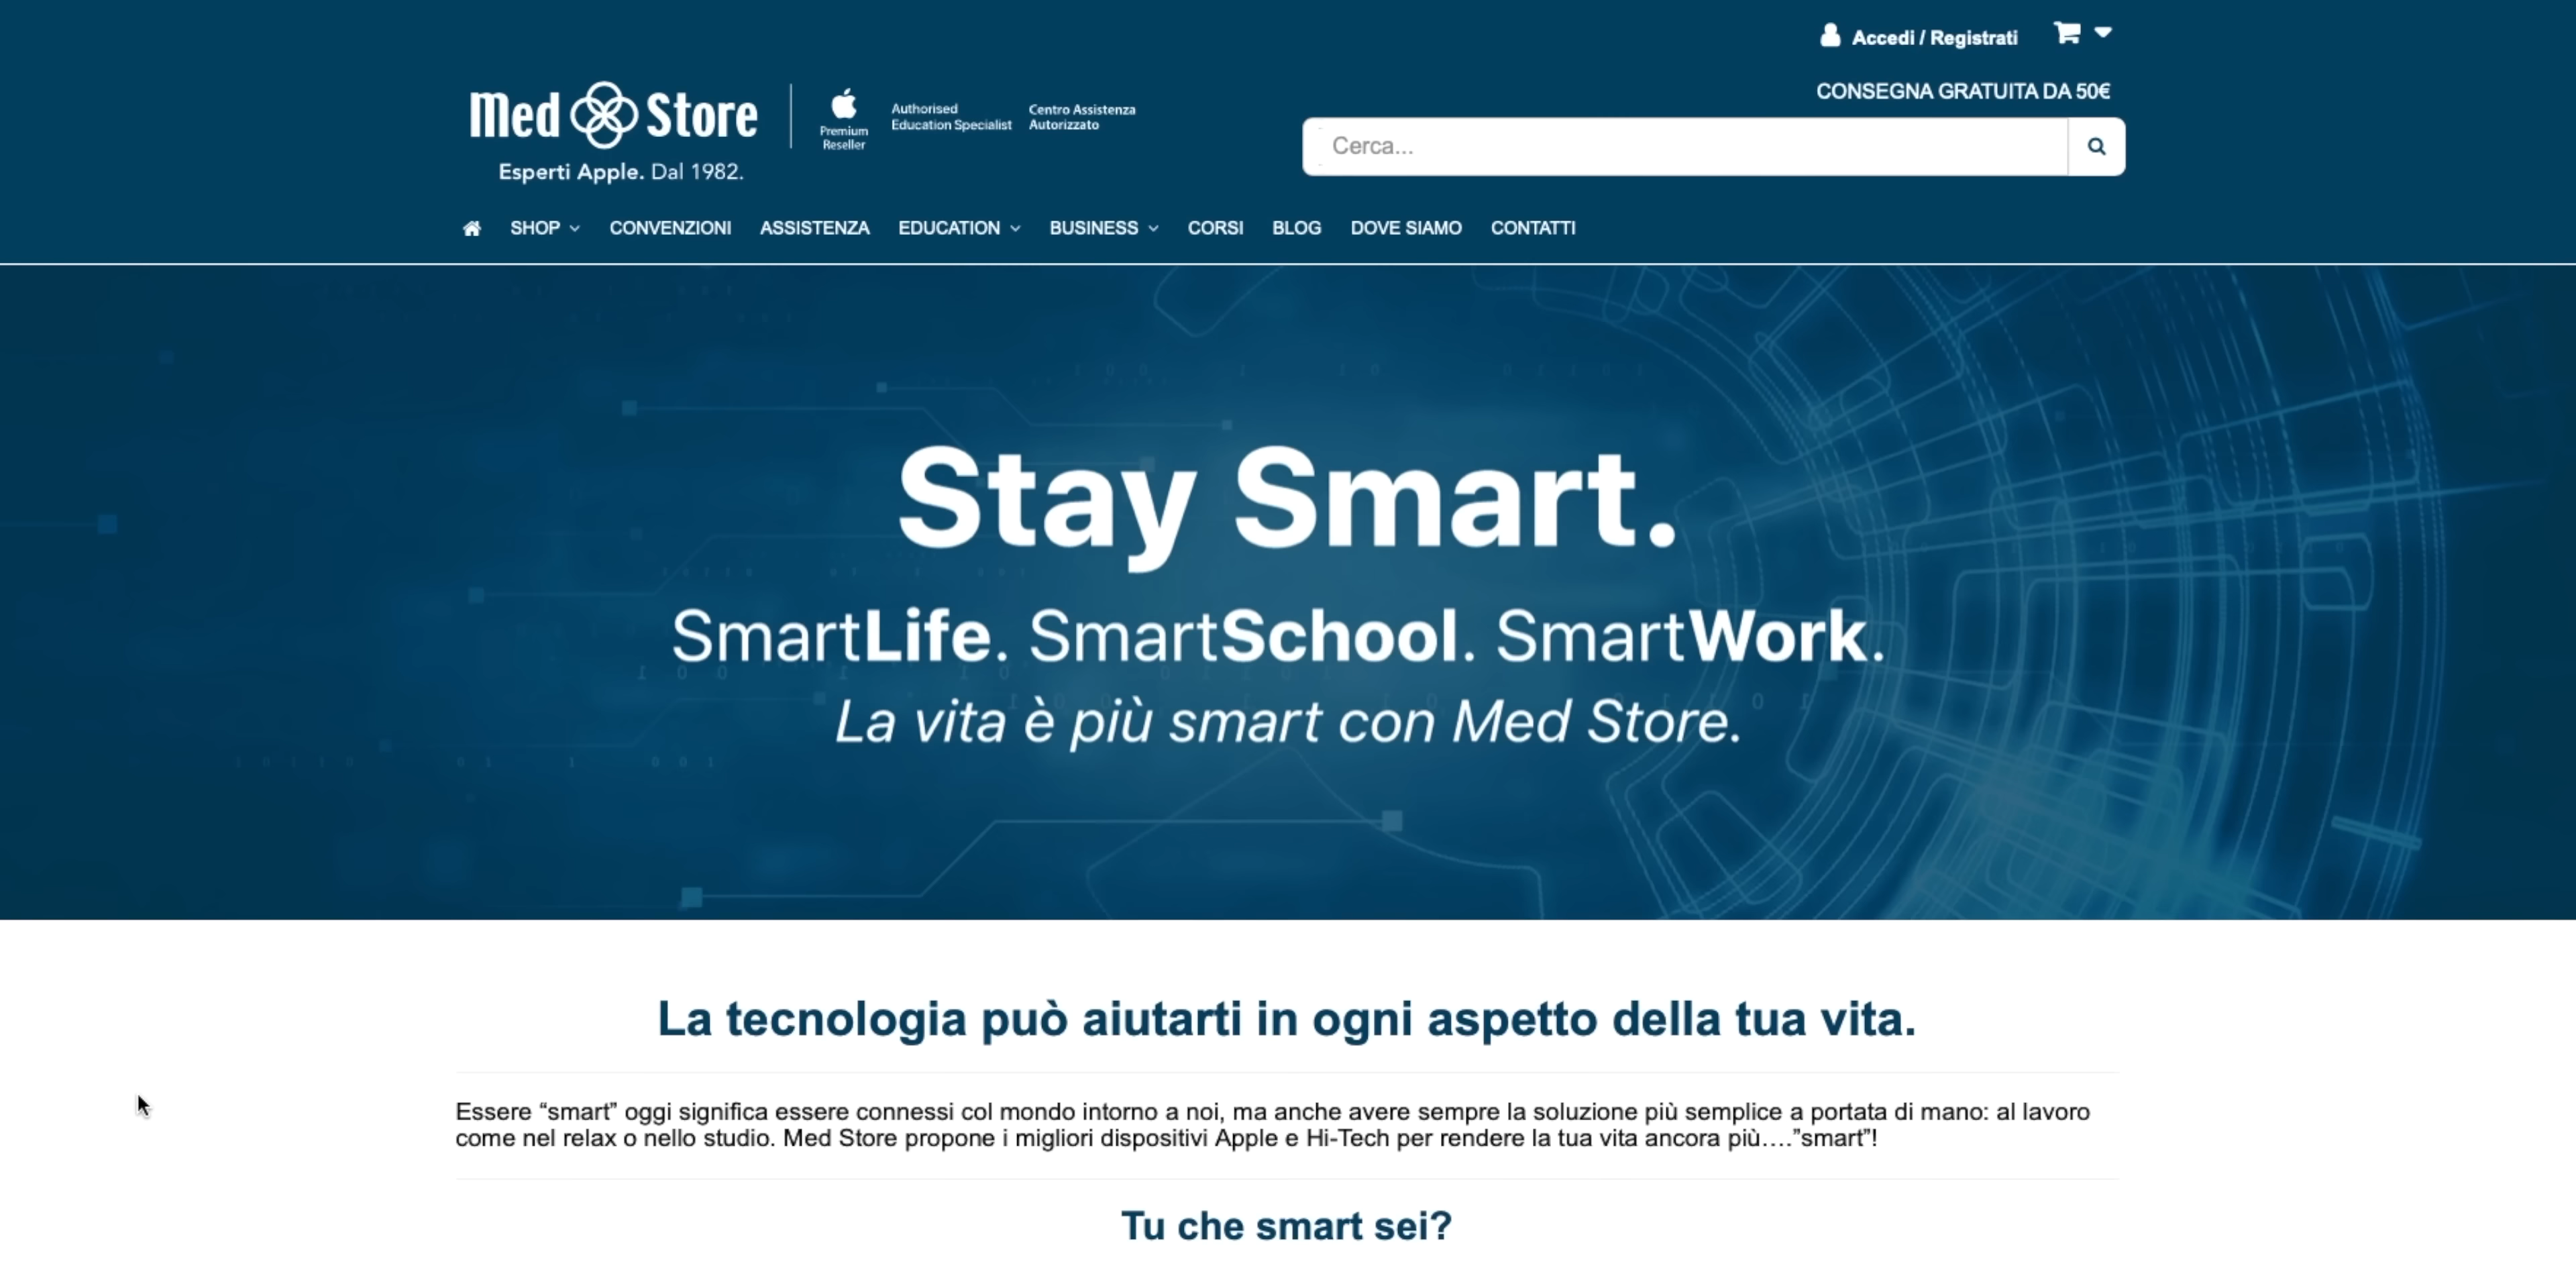 Accedi / Registrati
CONSEGNA GRATUITA DA 50€
Med Store
Esperti Apple. Dal 1982.
Premium
Reseller
Authorised
Education Specialist
Centro Assistenza
Autorizzato
Cerca...
SHOP CONVENZIONI ASSISTENZA EDUCATION BUSINESS CORSI BLOG DOVE SIAMO CONTATTI
Stay Smart.
SmartLife. SmartSchool. SmartWork.
La vita è più smart con Med Store.
La tecnologia può aiutarti in ogni aspetto della tua vita.
Essere “smart” oggi significa essere connessi col mondo intorno a noi, ma anche avere sempre la soluzione più semplice a portata di mano: al lavoro
come nel relax o nello studio. Med Store propone i migliori dispositivi Apple e Hi-Tech per rendere la tua vita ancora più….”smart”!
Tu che smart sei?